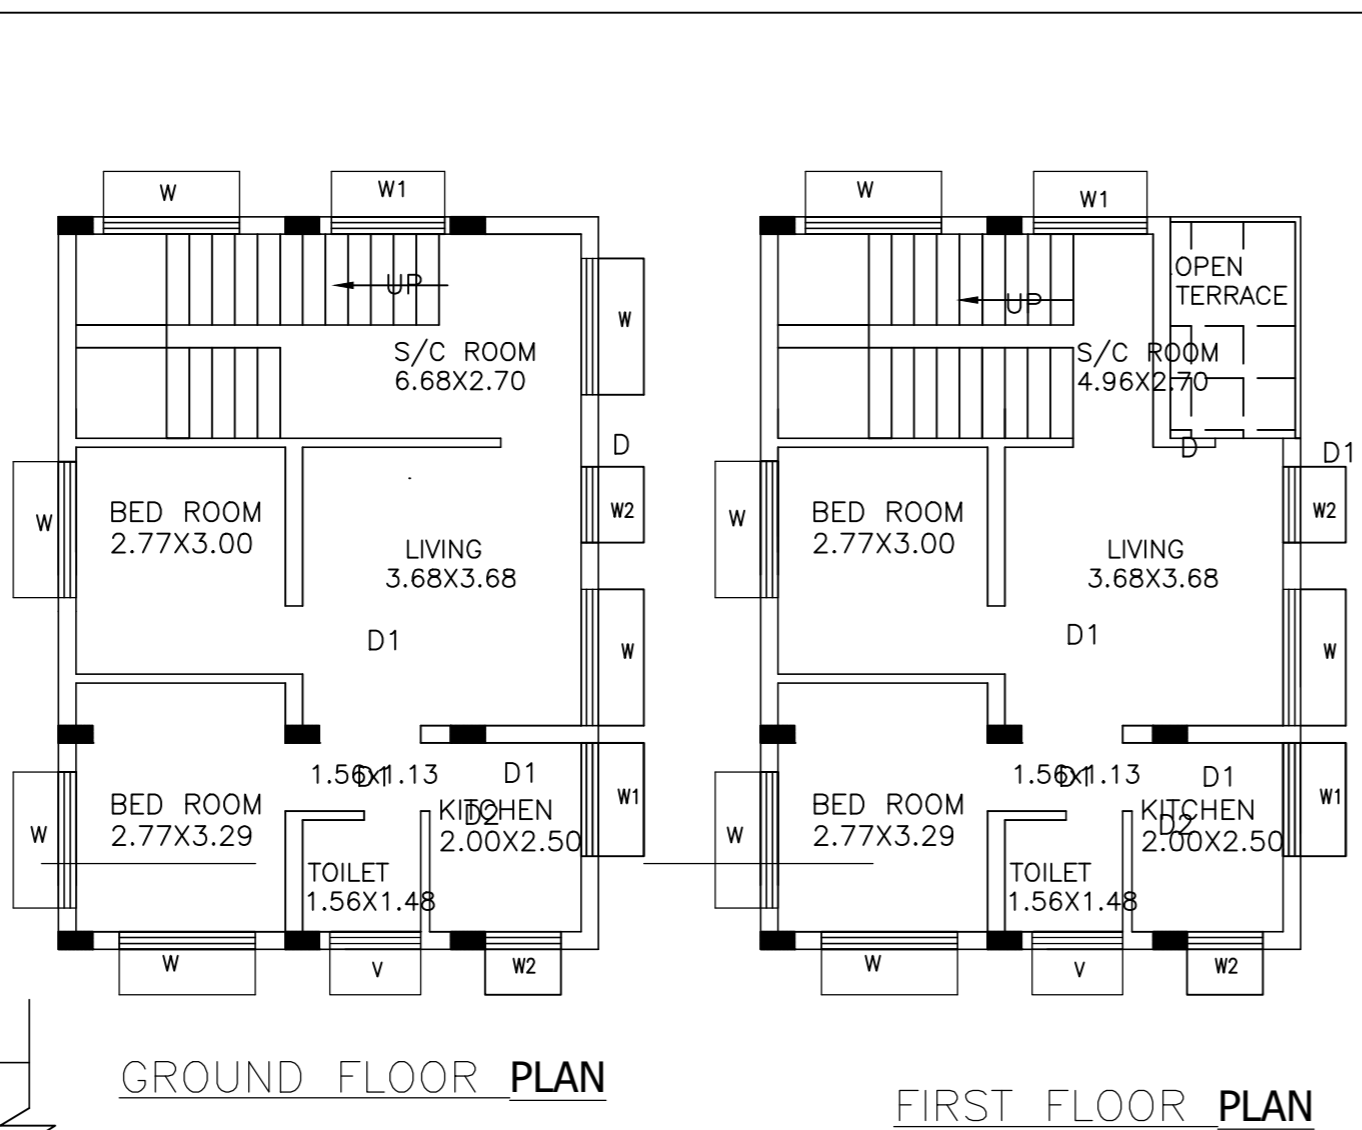 W
W1
UP
W
S/C ROOM
6.68X2.70
D
W2
W
BED ROOM
2.77X3.00
LIVING
3.68X3.68
D1
W
1.56x1.13
D1
D1
W1
BED ROOM
2.77X3.29
W
KITCHEN
D2
2.00X2.50
TOILET
1.56X1.48
W
V
W2
GROUND FLOOR PLAN
W
W1
OPEN
TERRACE
UP
S/C ROOM
4.96X2.70
D
D1
W2
W
BED ROOM
2.77X3.00
LIVING
3.68X3.68
D1
W
1.56x1.13
D1
D1
W1
BED ROOM
2.77X3.29
W
KITCHEN
D2
2.00X2.50
TOILET
1.56X1.48
W
V
W2
FIRST FLOOR PLAN